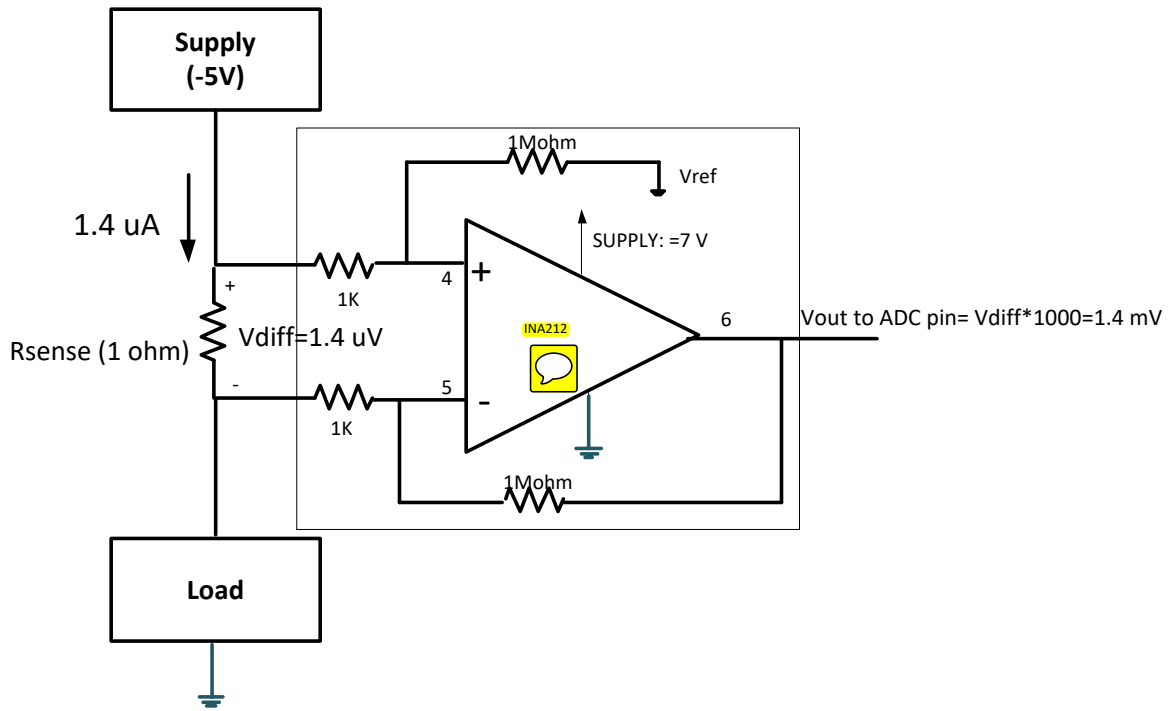 Supply
(-5V)
1Mohm
Vref
1.4 uA
SUPPLY: =7 V
+
4
+
1K
6
Vout to ADC pin= Vdiff*1000=1.4 mV
INA212
Vdiff=1.4 uV
Rsense (1 ohm)
-
5
-
1K
1Mohm
Load